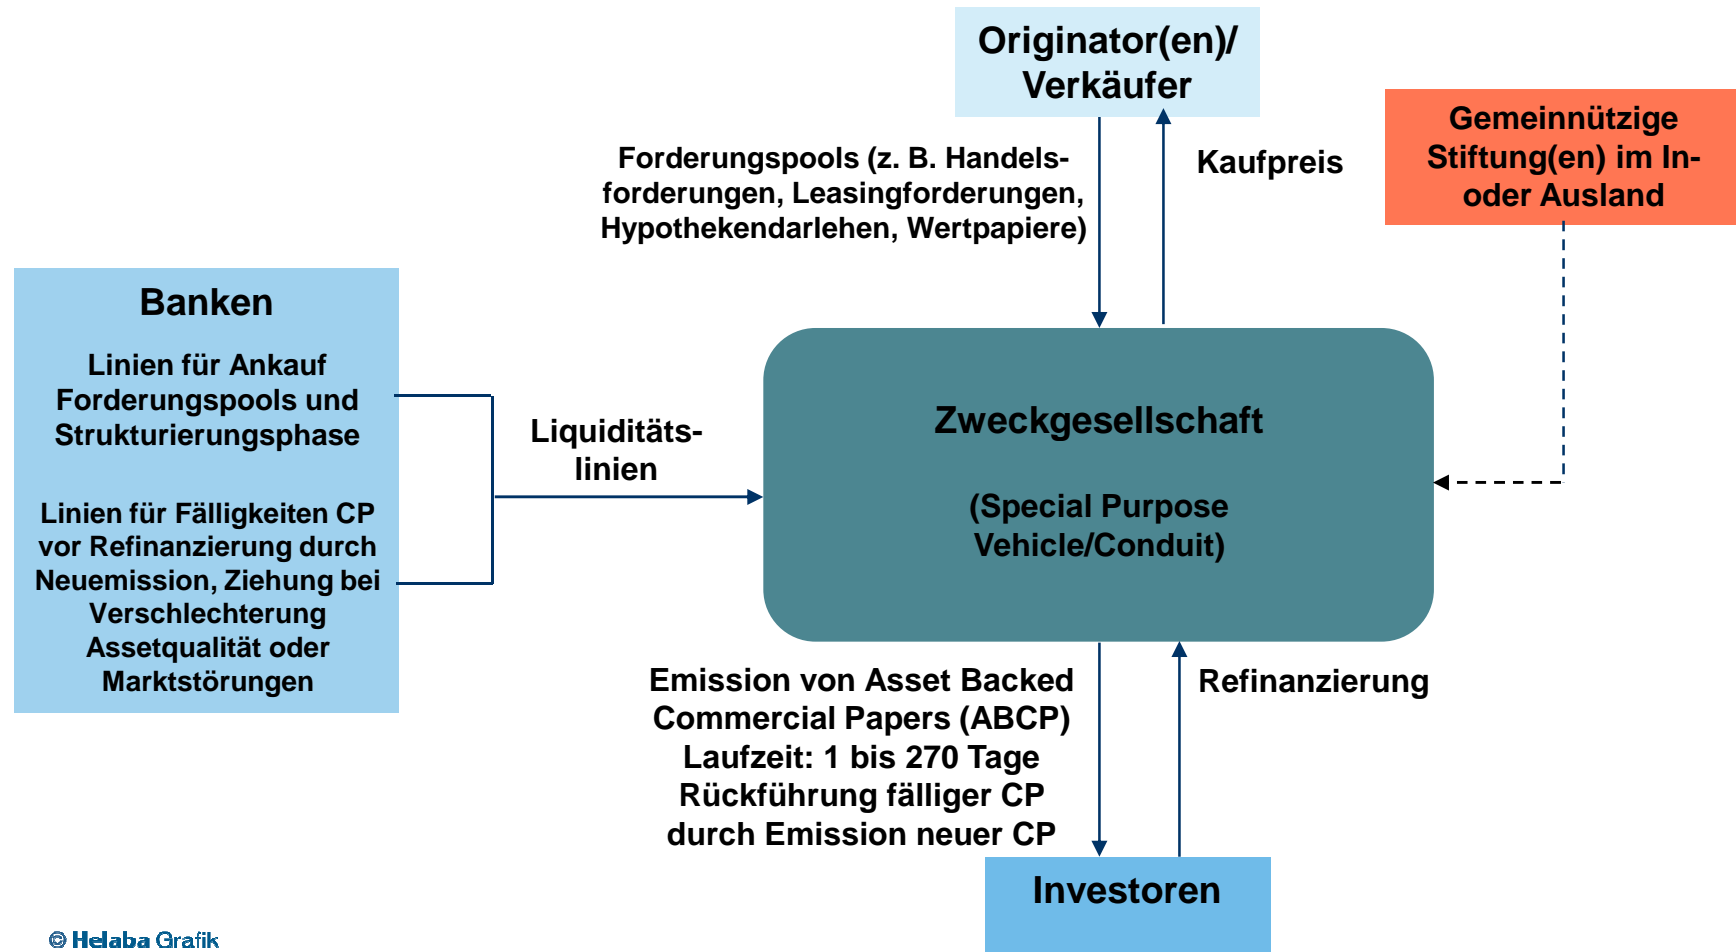 Originator(en)/
Verkäufer
Gemeinnützige
Stiftung(en) im In-
oder Ausland
Forderungspools (z. B. Handels-
forderungen, Leasingforderungen,
Hypothekendarlehen, Wertpapiere)
Kaufpreis
Banken
Linien für Ankauf
Forderungspools und
Strukturierungsphase
Linien für Fälligkeiten CP
vor Refinanzierung durch
Neuemission, Ziehung bei
Verschlechterung
Assetqualität oder
Marktstörungen
Liquiditäts-
linien
Zweckgesellschaft
(Special Purpose
Vehicle/Conduit)
Emission von Asset Backed
Commercial Papers (ABCP)
Laufzeit: 1 bis 270 Tage
Rückführung fälliger CP
durch Emission neuer CP
Refinanzierung
Investoren
© Helaba Grafik